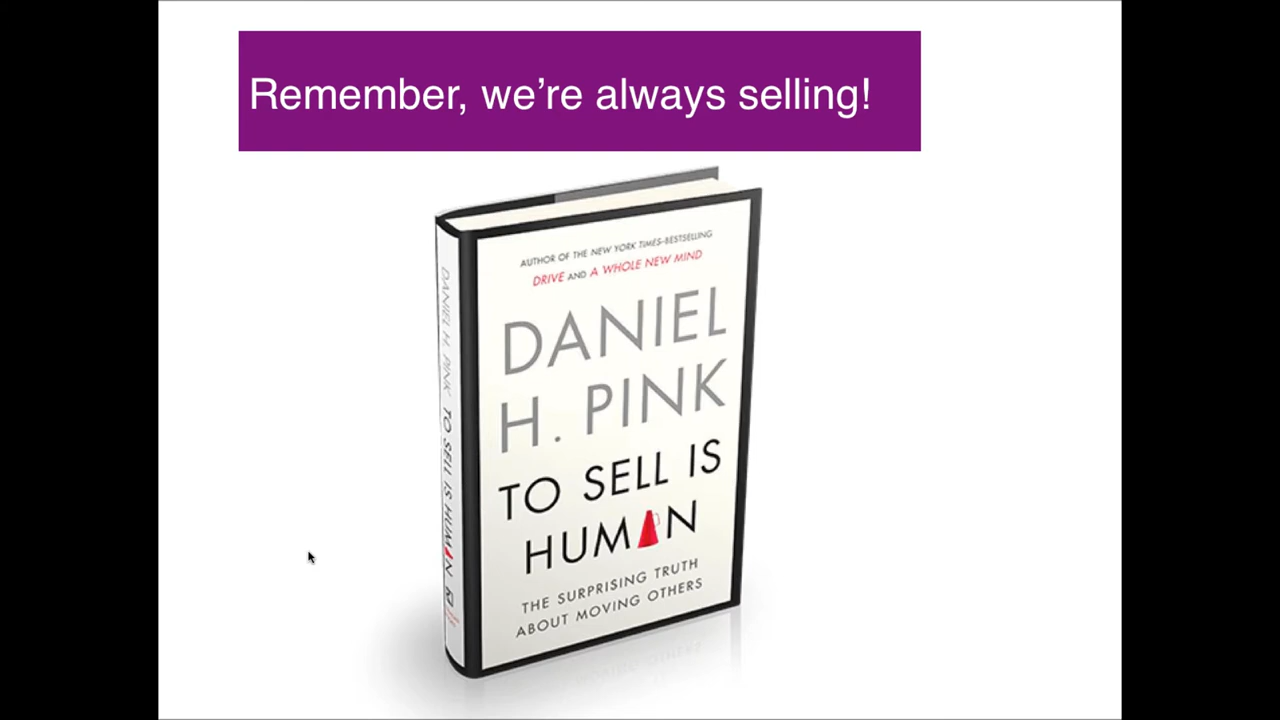 Remember, we're always selling!
AUTHOR OF THE NEW YORK TIMES–BESTSELLING
DRIVE AND A WHOLE NEW MIND
DANIEL
H. PINK
TO SELL IS
HUMAN
THE SURPRISING TRUTH
ABOUT MOVING OTHERS
DANIEL H. PINK TO SELL IS HUMAN